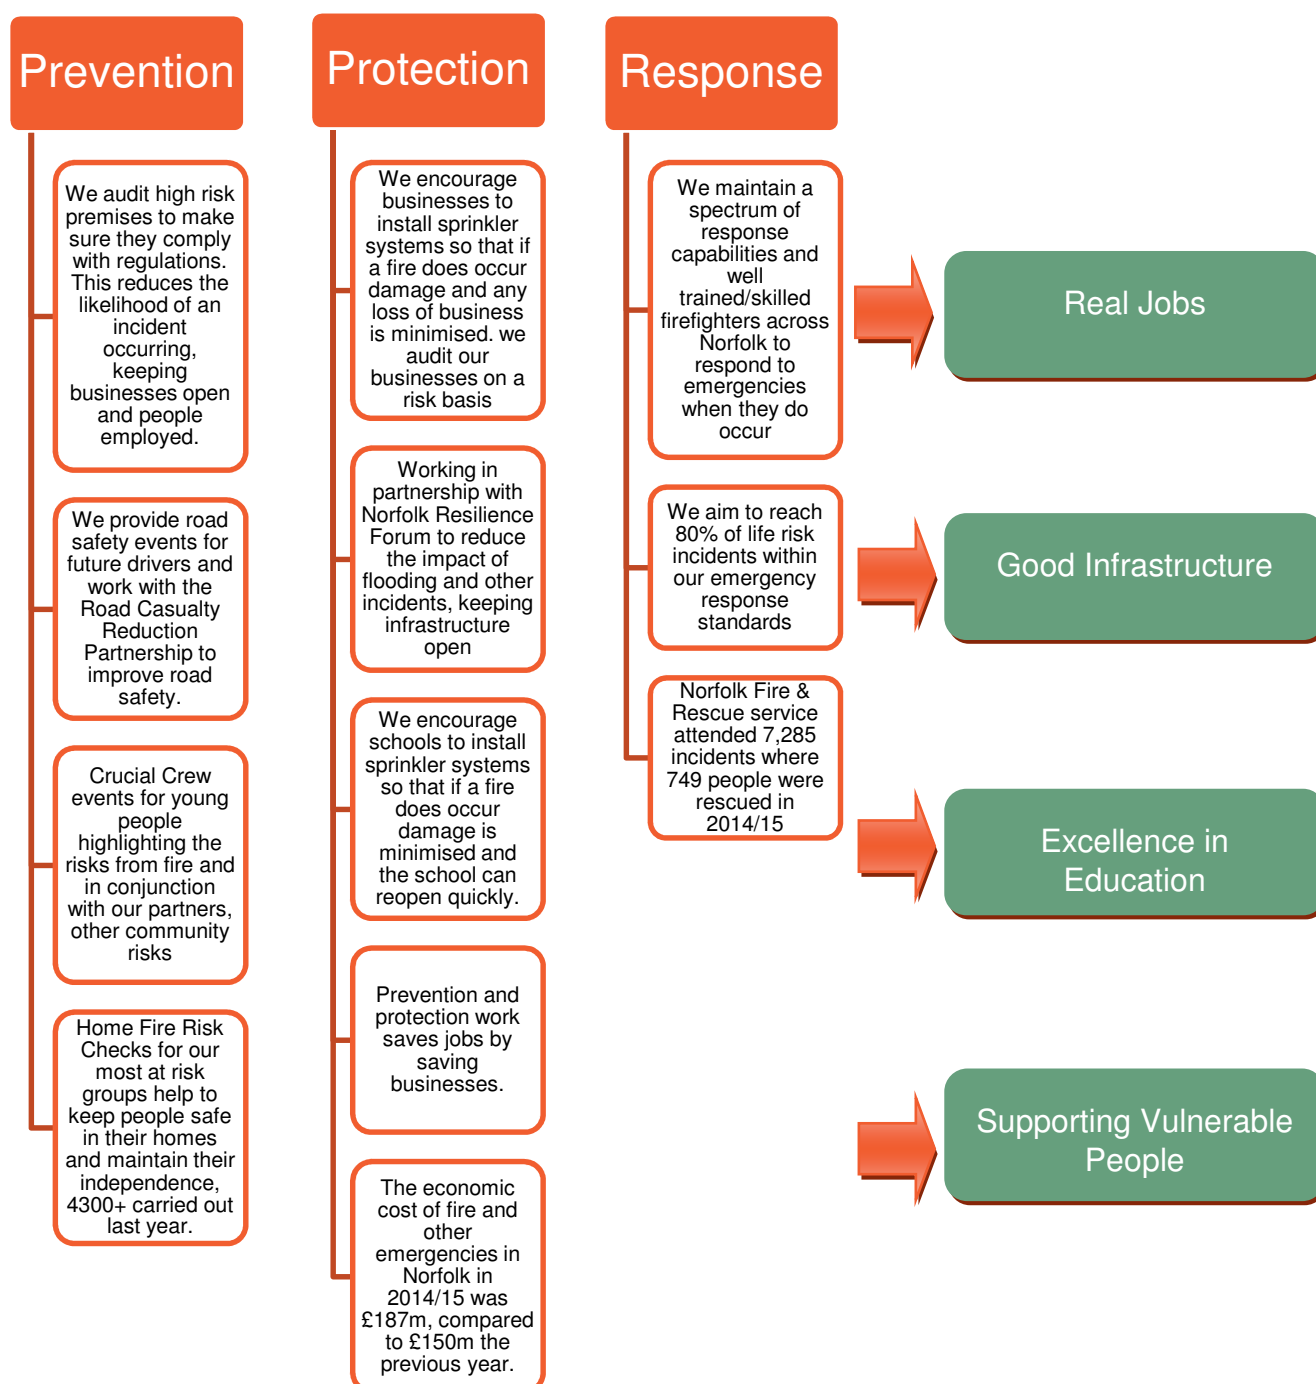 Prevention
We audit high risk
premises to make
sure they comply
with regulations.
This reduces the
likelihood of an
incident
occurring,
keeping
businesses open
and people
employed.
We provide road
safety events for
future drivers and
work with the
Road Casualty
Reduction
Partnership to
improve road
safety.
Crucial Crew
events for young
people
highlighting the
risks from fire and
in conjunction
with our partners,
other community
risks
Home Fire Risk
Checks for our
most at risk
groups help to
keep people safe
in their homes
and maintain their
independence,
4300+ carried out
last year.
Protection
We encourage
businesses to
install sprinkler
systems so that if
a fire does occur
damage and any
loss of business
is minimised. we
audit our
businesses on a
risk basis
Working in
partnership with
Norfolk Resilience
Forum to reduce
the impact of
flooding and other
incidents, keeping
infrastructure
open
We encourage
schools to install
sprinkler systems
so that if a fire
does occur
damage is
minimised and
the school can
reopen quickly.
Prevention and
protection work
saves jobs by
saving
businesses.
The economic
cost of fire and
other
emergencies in
Norfolk in
2014/15 was
£187m, compared
to £150m the
previous year.
Response
We maintain a
spectrum of
response
capabilities and
well
trained/skilled
firefighters across
Norfolk to
respond to
emergencies
when they do
occur
We aim to reach
80% of life risk
incidents within
our emergency
response
standards
Norfolk Fire &
Rescue service
attended 7,285
incidents where
749 people were
rescued in
2014/15
Real Jobs
Good Infrastructure
Excellence in
Education
Supporting Vulnerable
People